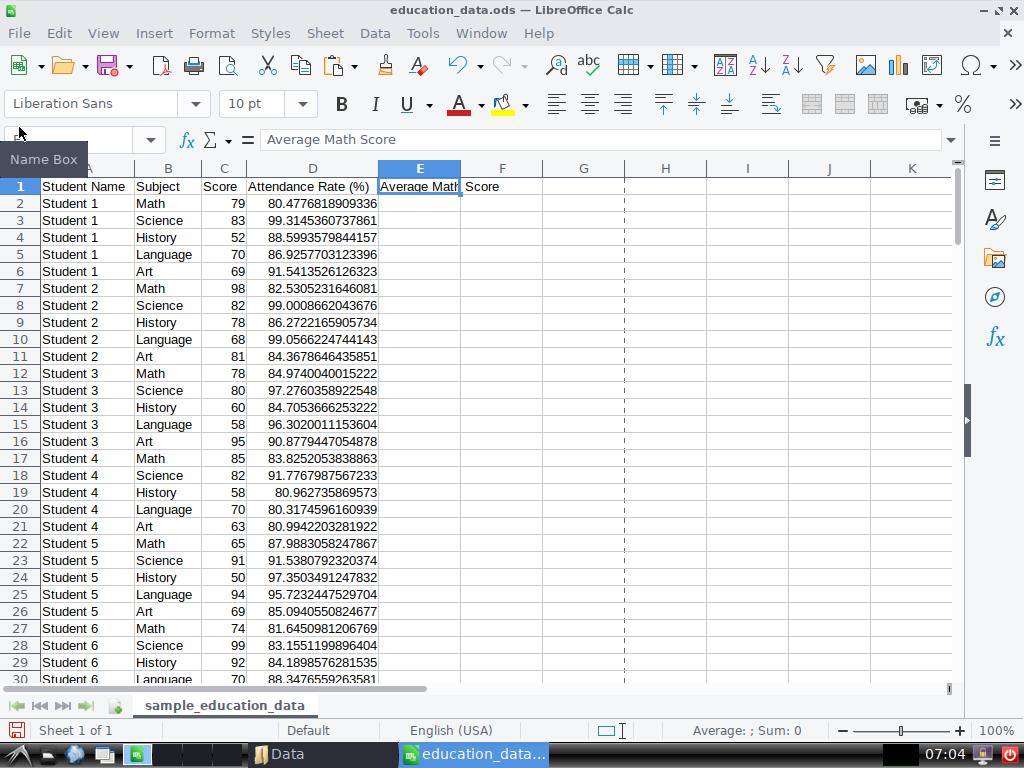 education_data.ods — LibreOffice Calc
File Edit View Insert Format Styles Sheet Data Tools Window Help
Liberation Sans 10 pt
Average Math Score
Name Box
A B C D E F G H I J K
1 Student Name Subject Score Attendance Rate (%) Average Math Score
2 Student 1 Math 79 80.4776818909336
3 Student 1 Science 83 99.3145360737861
4 Student 1 History 52 88.5993579844157
5 Student 1 Language 70 86.9257703123396
6 Student 1 Art 69 91.5413526126323
7 Student 2 Math 98 82.5305231646081
8 Student 2 Science 82 99.0008662043676
9 Student 2 History 78 86.2722165905734
10 Student 2 Language 68 99.0566224744143
11 Student 2 Art 81 84.3678646435851
12 Student 3 Math 78 84.9740040015222
13 Student 3 Science 80 97.2760358922548
14 Student 3 History 60 84.7053666253222
15 Student 3 Language 58 96.3020011153604
16 Student 3 Art 95 90.8779447054878
17 Student 4 Math 85 83.8252053838863
18 Student 4 Science 82 91.7767987567233
19 Student 4 History 58 80.962735869573
20 Student 4 Language 70 80.3174596160939
21 Student 4 Art 63 80.9942203281922
22 Student 5 Math 65 87.9883058247867
23 Student 5 Science 91 91.5380792320374
24 Student 5 History 50 97.3503491247832
25 Student 5 Language 94 95.7232447529704
26 Student 5 Art 69 85.0940550824677
27 Student 6 Math 74 81.6450981206769
28 Student 6 Science 99 83.1551199896404
29 Student 6 History 92 84.1898576281535
30 Student 6 Language 70 88.3476559263581
sample_education_data
Sheet 1 of 1 Default English (USA) Average: ; Sum: 0 100%
Data education_data... 07:04